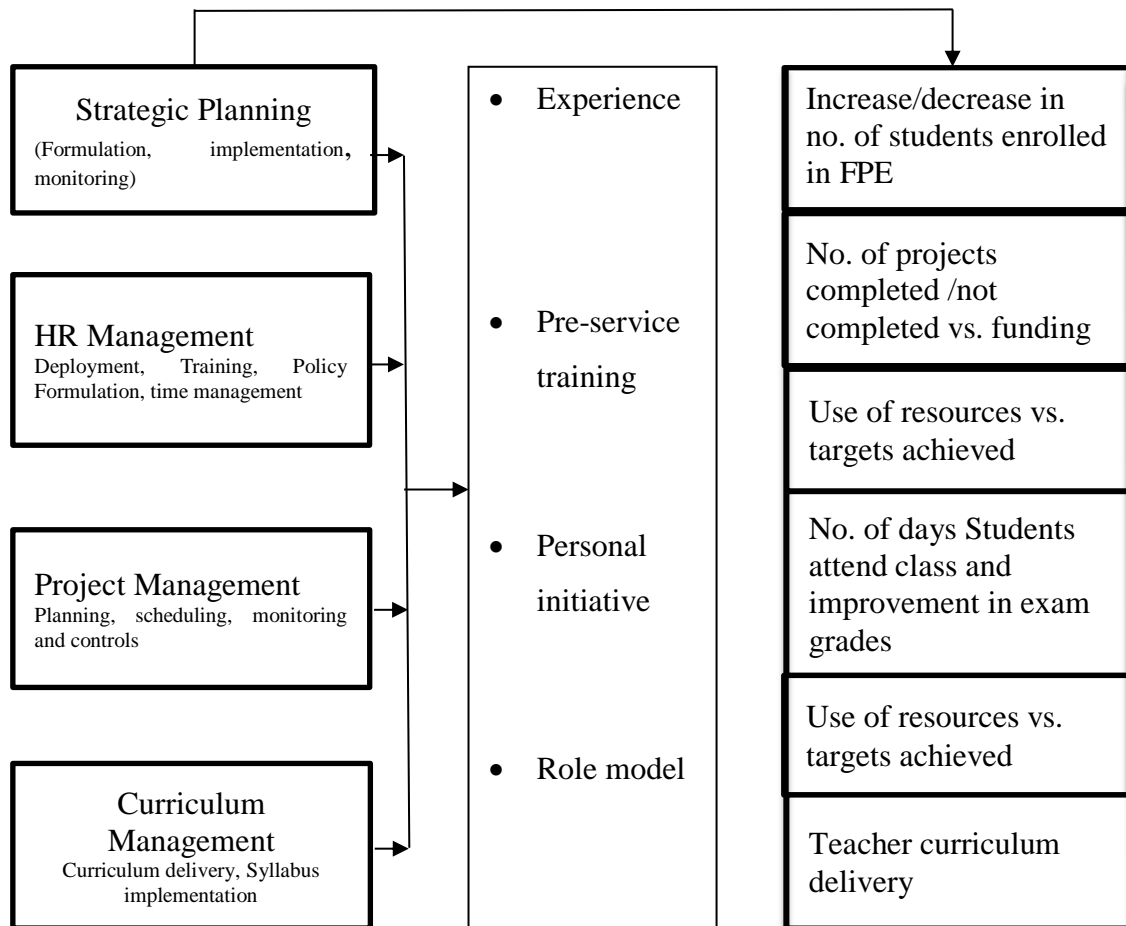 Strategic Planning
(Formulation, implementation,
monitoring)
HR Management
Deployment, Training, Policy
Formulation, time management
Project Management
Planning, scheduling, monitoring
and controls
Curriculum
Management
Curriculum delivery, Syllabus
implementation
• Experience
• Pre-service
training
• Personal
initiative
• Role model
Increase/decrease in
no. of students enrolled
in FPE
No. of projects
completed /not
completed vs. funding
Use of resources vs.
targets achieved
No. of days Students
attend class and
improvement in exam
grades
Use of resources vs.
targets achieved
Teacher curriculum
delivery